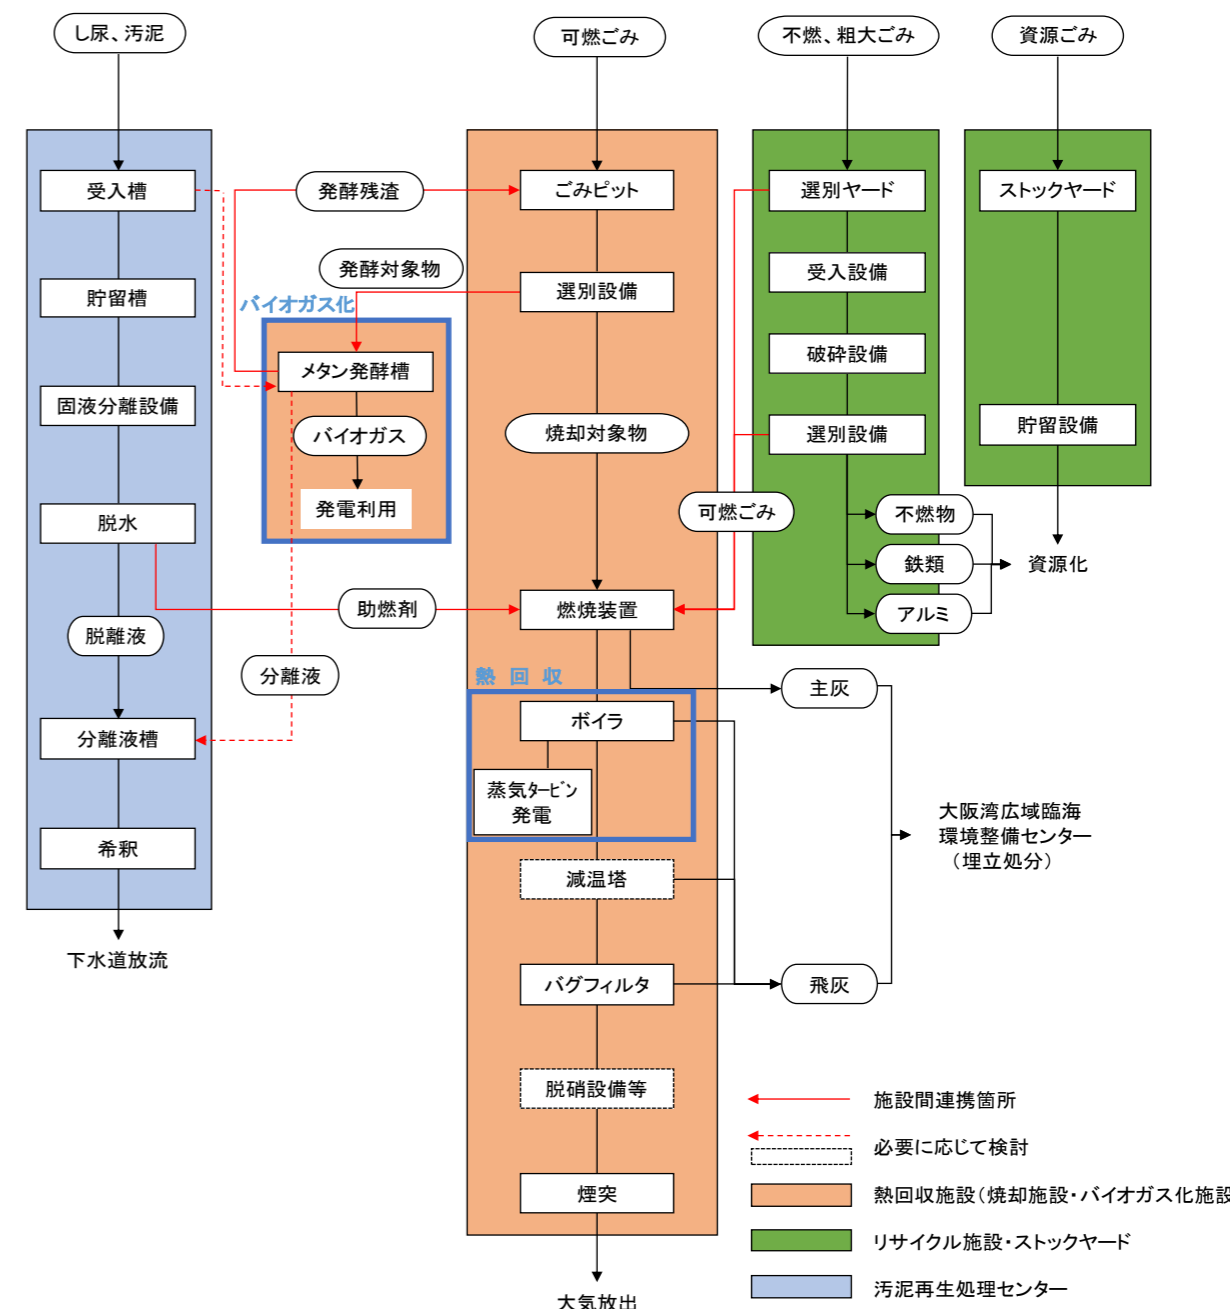 し尿、汚泥
可燃ごみ
不燃、粗大ごみ
資源ごみ
受入槽
発酵残渣
ごみピット
選別ヤード
ストックヤード
発酵対象物
受入設備
貯留槽
バイオガス化
選別設備
破砕設備
メタン発酵槽
固液分離設備
バイオガス
焼却対象物
選別設備
貯留設備
発電利用
可燃ごみ
不燃物
脱水
鉄類
資源化
助燃剤
燃焼装置
アルミ
脱離液
分離液
熱 回 収
主灰
分離液槽
ボイラ
蒸気タービン
発電
大阪湾広域臨海
環境整備センター
（埋立処分）
希釈
減温塔
下水道放流
バグフィルタ
飛灰
脱硝設備等
施設間連携箇所
必要に応じて検討
煙突
熱回収施設（焼却施設・バイオガス化施設
リサイクル施設・ストックヤード
汚泥再生処理センター
大気放出